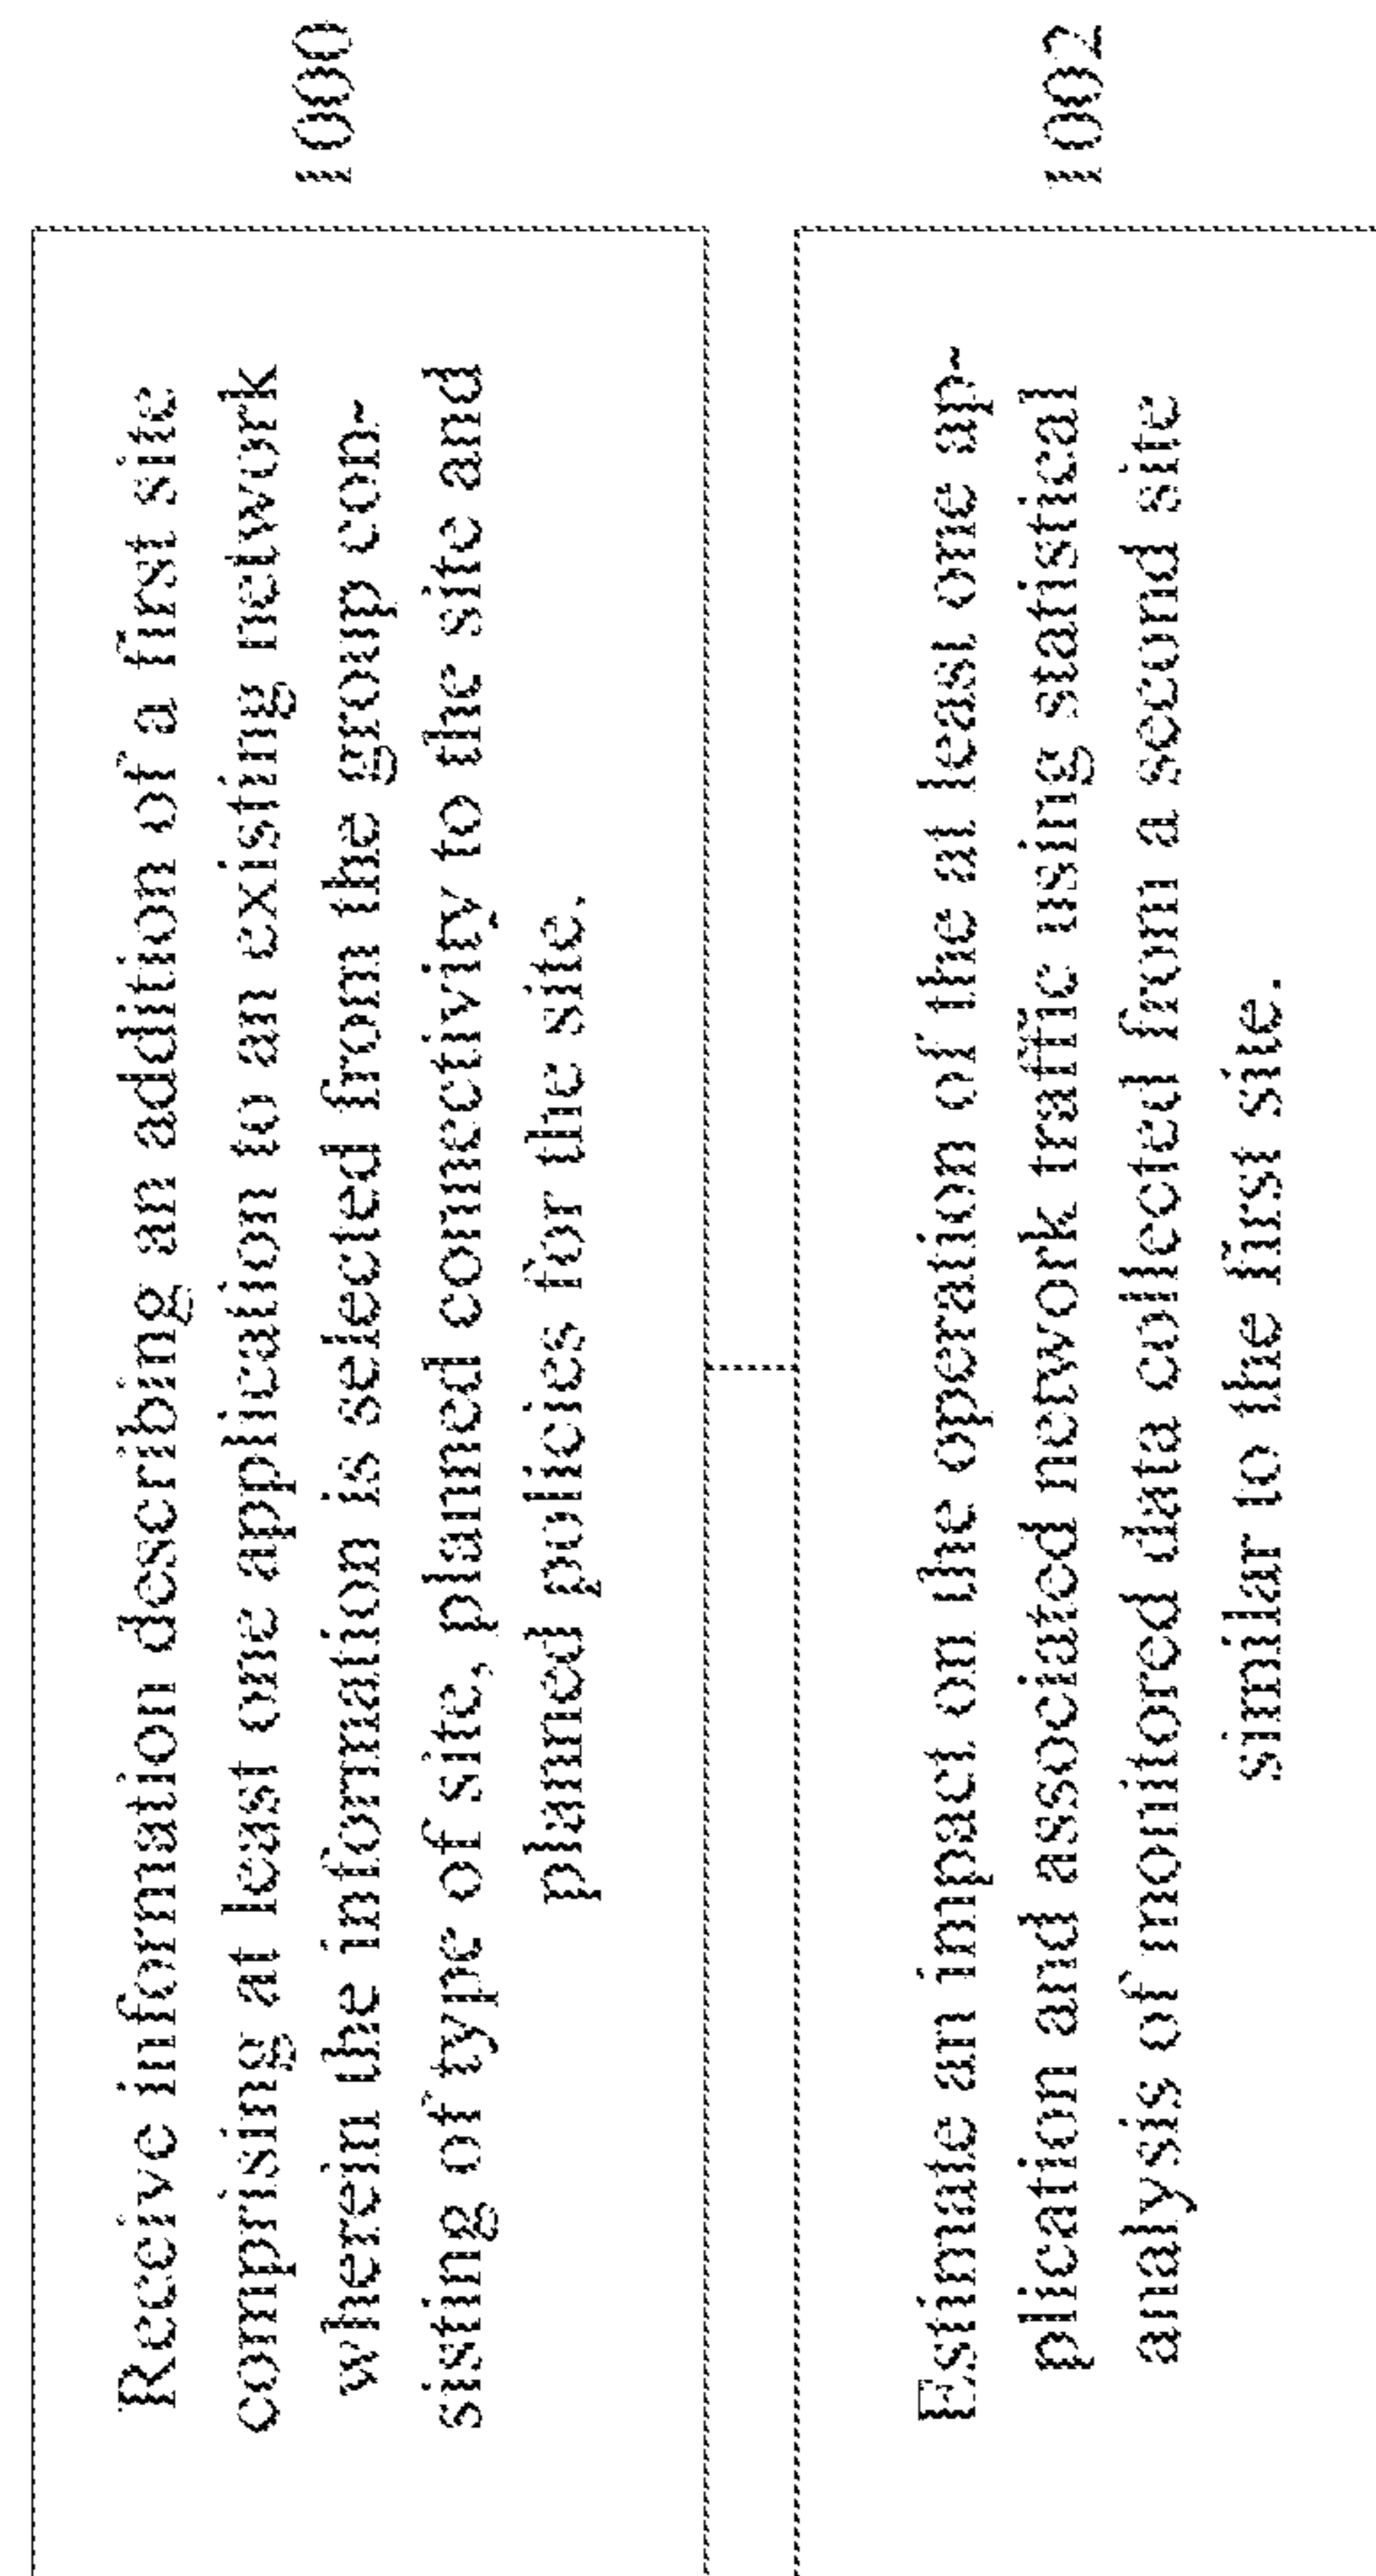 Receive information describing an addition of a first site
comprising at least one application to an existing network
wherein the information is selected from the group con-
sisting of type of site, planned connectivity to the site and
planned policies for the site.
1000
Estimate an impact on the operation of the at least one ap-
plication and associated network traffic using statistical
analysis of monitored data collected from a second site
similar to the first site.
1002